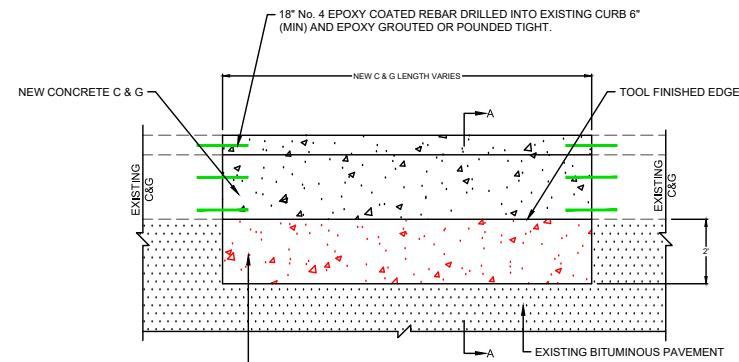 18" No. 4 EPOXY COATED REBAR DRILLED INTO EXISTING CURB 6"
(MIN) AND EPOXY GROUTED OR POUNDED TIGHT.
NEW C & G LENGTH VARIES
NEW CONCRETE C & G
TOOL FINISHED EDGE
A
EXISTING
C&G
EXISTING
C&G
2'
A
EXISTING BITUMINOUS PAVEMENT